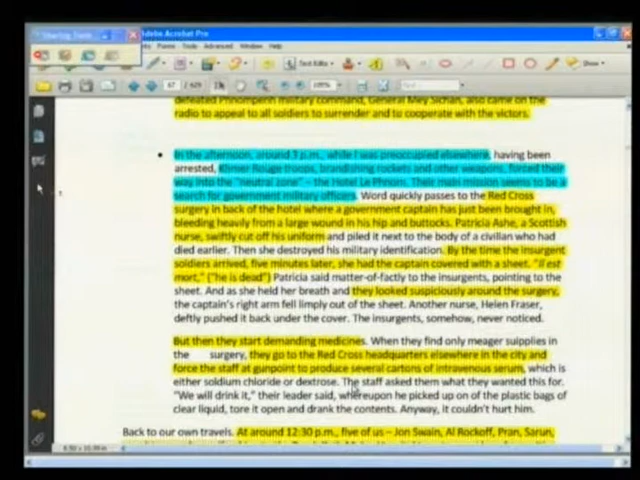 Adobe Acrobat Pro
Forms Tools Advanced Window Help
Text Edits Show
67 / 629
defeated Phnompenh military command, General Mey Sichan, also came on the
radio to appeal to all soldiers to surrender and to cooperate with the victors.
• In the afternoon, around 3 p.m., while I was preoccupied elsewhere, having been
arrested, Khmer Rouge troops, brandishing rockets and other weapons, forced their
way into the "neutral zone" – the Hotel Le Phnom. Their main mission seems to be a
search for government military officers. Word quickly passes to the Red Cross
surgery in back of the hotel where a government captain has just been brought in,
bleeding heavily from a large wound in his hip and buttocks. Patricia Ashe, a Scottish
nurse, swiftly cut off his uniform and piled it next to the body of a civilian who had
died earlier. Then she destroyed his military identification. By the time the insurgent
soldiers arrived, five minutes later, she had the captain covered with a sheet. "Il est
mort," ("he is dead") Patricia said matter-of-factly to the insurgents, pointing to the
sheet. And as she held her breath and they looked suspiciously around the surgery,
the captain's right arm fell limply out of the sheet. Another nurse, Helen Fraser,
deftly pushed it back under the cover. The insurgents, somehow, never noticed.
But then they start demanding medicines. When they find only meager suipplies in
the surgery, they go to the Red Cross headquarters elsewhere in the city and
force the staff at gunpoint to produce several cartons of intravenous serum, which is
either soldium chloride or dextrose. The staff asked them what they wanted this for.
"We will drink it," their leader said, whereupon he picked up on of the plastic bags of
clear liquid, tore it open and drank the contents. Anyway, it couldn't hurt him.
Back to our own travels. At around 12:30 p.m., five of us – Jon Swain, Al Rockoff, Pran, Sarun,